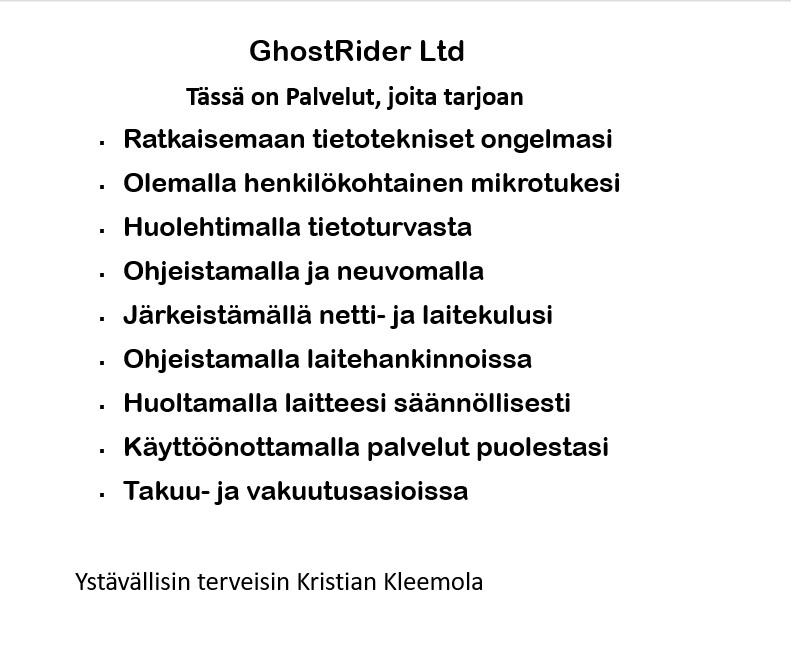 GhostRider Ltd
Tässä on Palvelut, joita tarjoan
▪ Ratkaisemaan tietotekniset ongelmasi
▪ Olemalla henkilökohtainen mikrotukesi
▪ Huolehtimalla tietoturvasta
▪ Ohjeistamalla ja neuvomalla
▪ Järkeistämällä netti- ja laitekulusi
▪ Ohjeistamalla laitehankinnoissa
▪ Huoltamalla laitteesi säännöllisesti
▪ Käyttöönottamalla palvelut puolestasi
▪ Takuu- ja vakuutusasioissa
Ystävällisin terveisin Kristian Kleemola